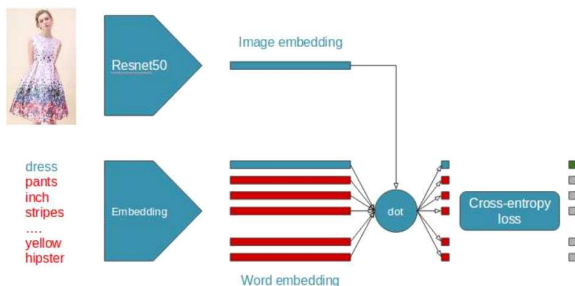 Resnet50
Image embedding
dress
pants
inch
stripes
....
yellow
hipster
Embedding
dot
Cross-entropy
loss
Word embedding